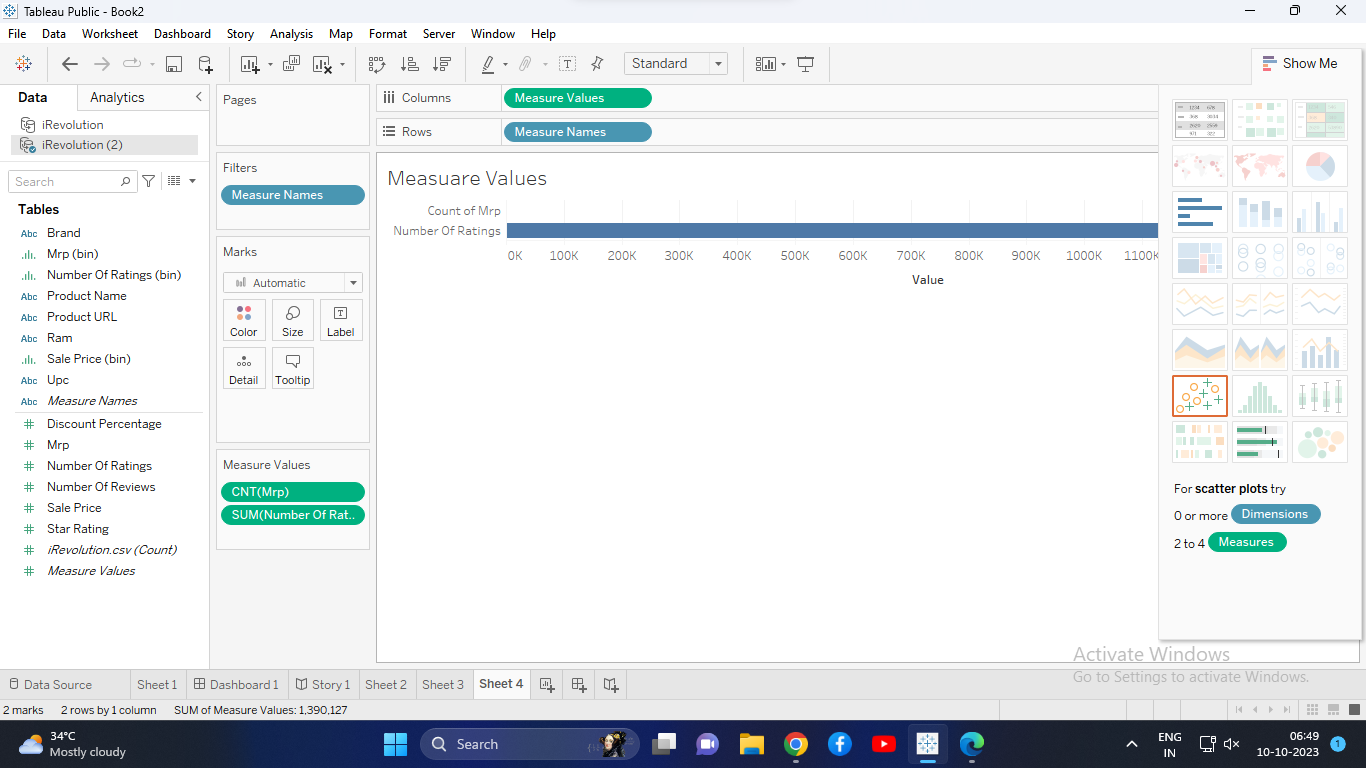 Tableau Public - Book2
File Data Worksheet Dashboard Story Analysis Map Format Server Window Help
Standard
Show Me
Data Analytics
iRevolution
iRevolution (2)
Search
Tables
Abc Brand
Mrp (bin)
Number Of Ratings (bin)
Abc Product Name
Abc Product URL
Abc Ram
Sale Price (bin)
Abc Upc
Abc Measure Names
# Discount Percentage
# Mrp
# Number Of Ratings
# Number Of Reviews
# Sale Price
# Star Rating
# iRevolution.csv (Count)
# Measure Values
Pages
Filters
Measure Names
Marks
Automatic
Color Size Label
Detail Tooltip
Measure Values
CNT(Mrp)
SUM(Number Of Rat..
Columns Measure Values
Rows Measure Names
Measuare Values
Count of Mrp
Number Of Ratings
0K 100K 200K 300K 400K 500K 600K 700K 800K 900K 1000K 1100K
Value
For scatter plots try
0 or more Dimensions
2 to 4 Measures
Activate Windows
Go to Settings to activate Windows.
Data Source Sheet 1 Dashboard 1 Story 1 Sheet 2 Sheet 3 Sheet 4
2 marks 2 rows by 1 column SUM of Measure Values: 1,390,127
34°C
Mostly cloudy
Search
ENG
IN
06:49
10-10-2023
1